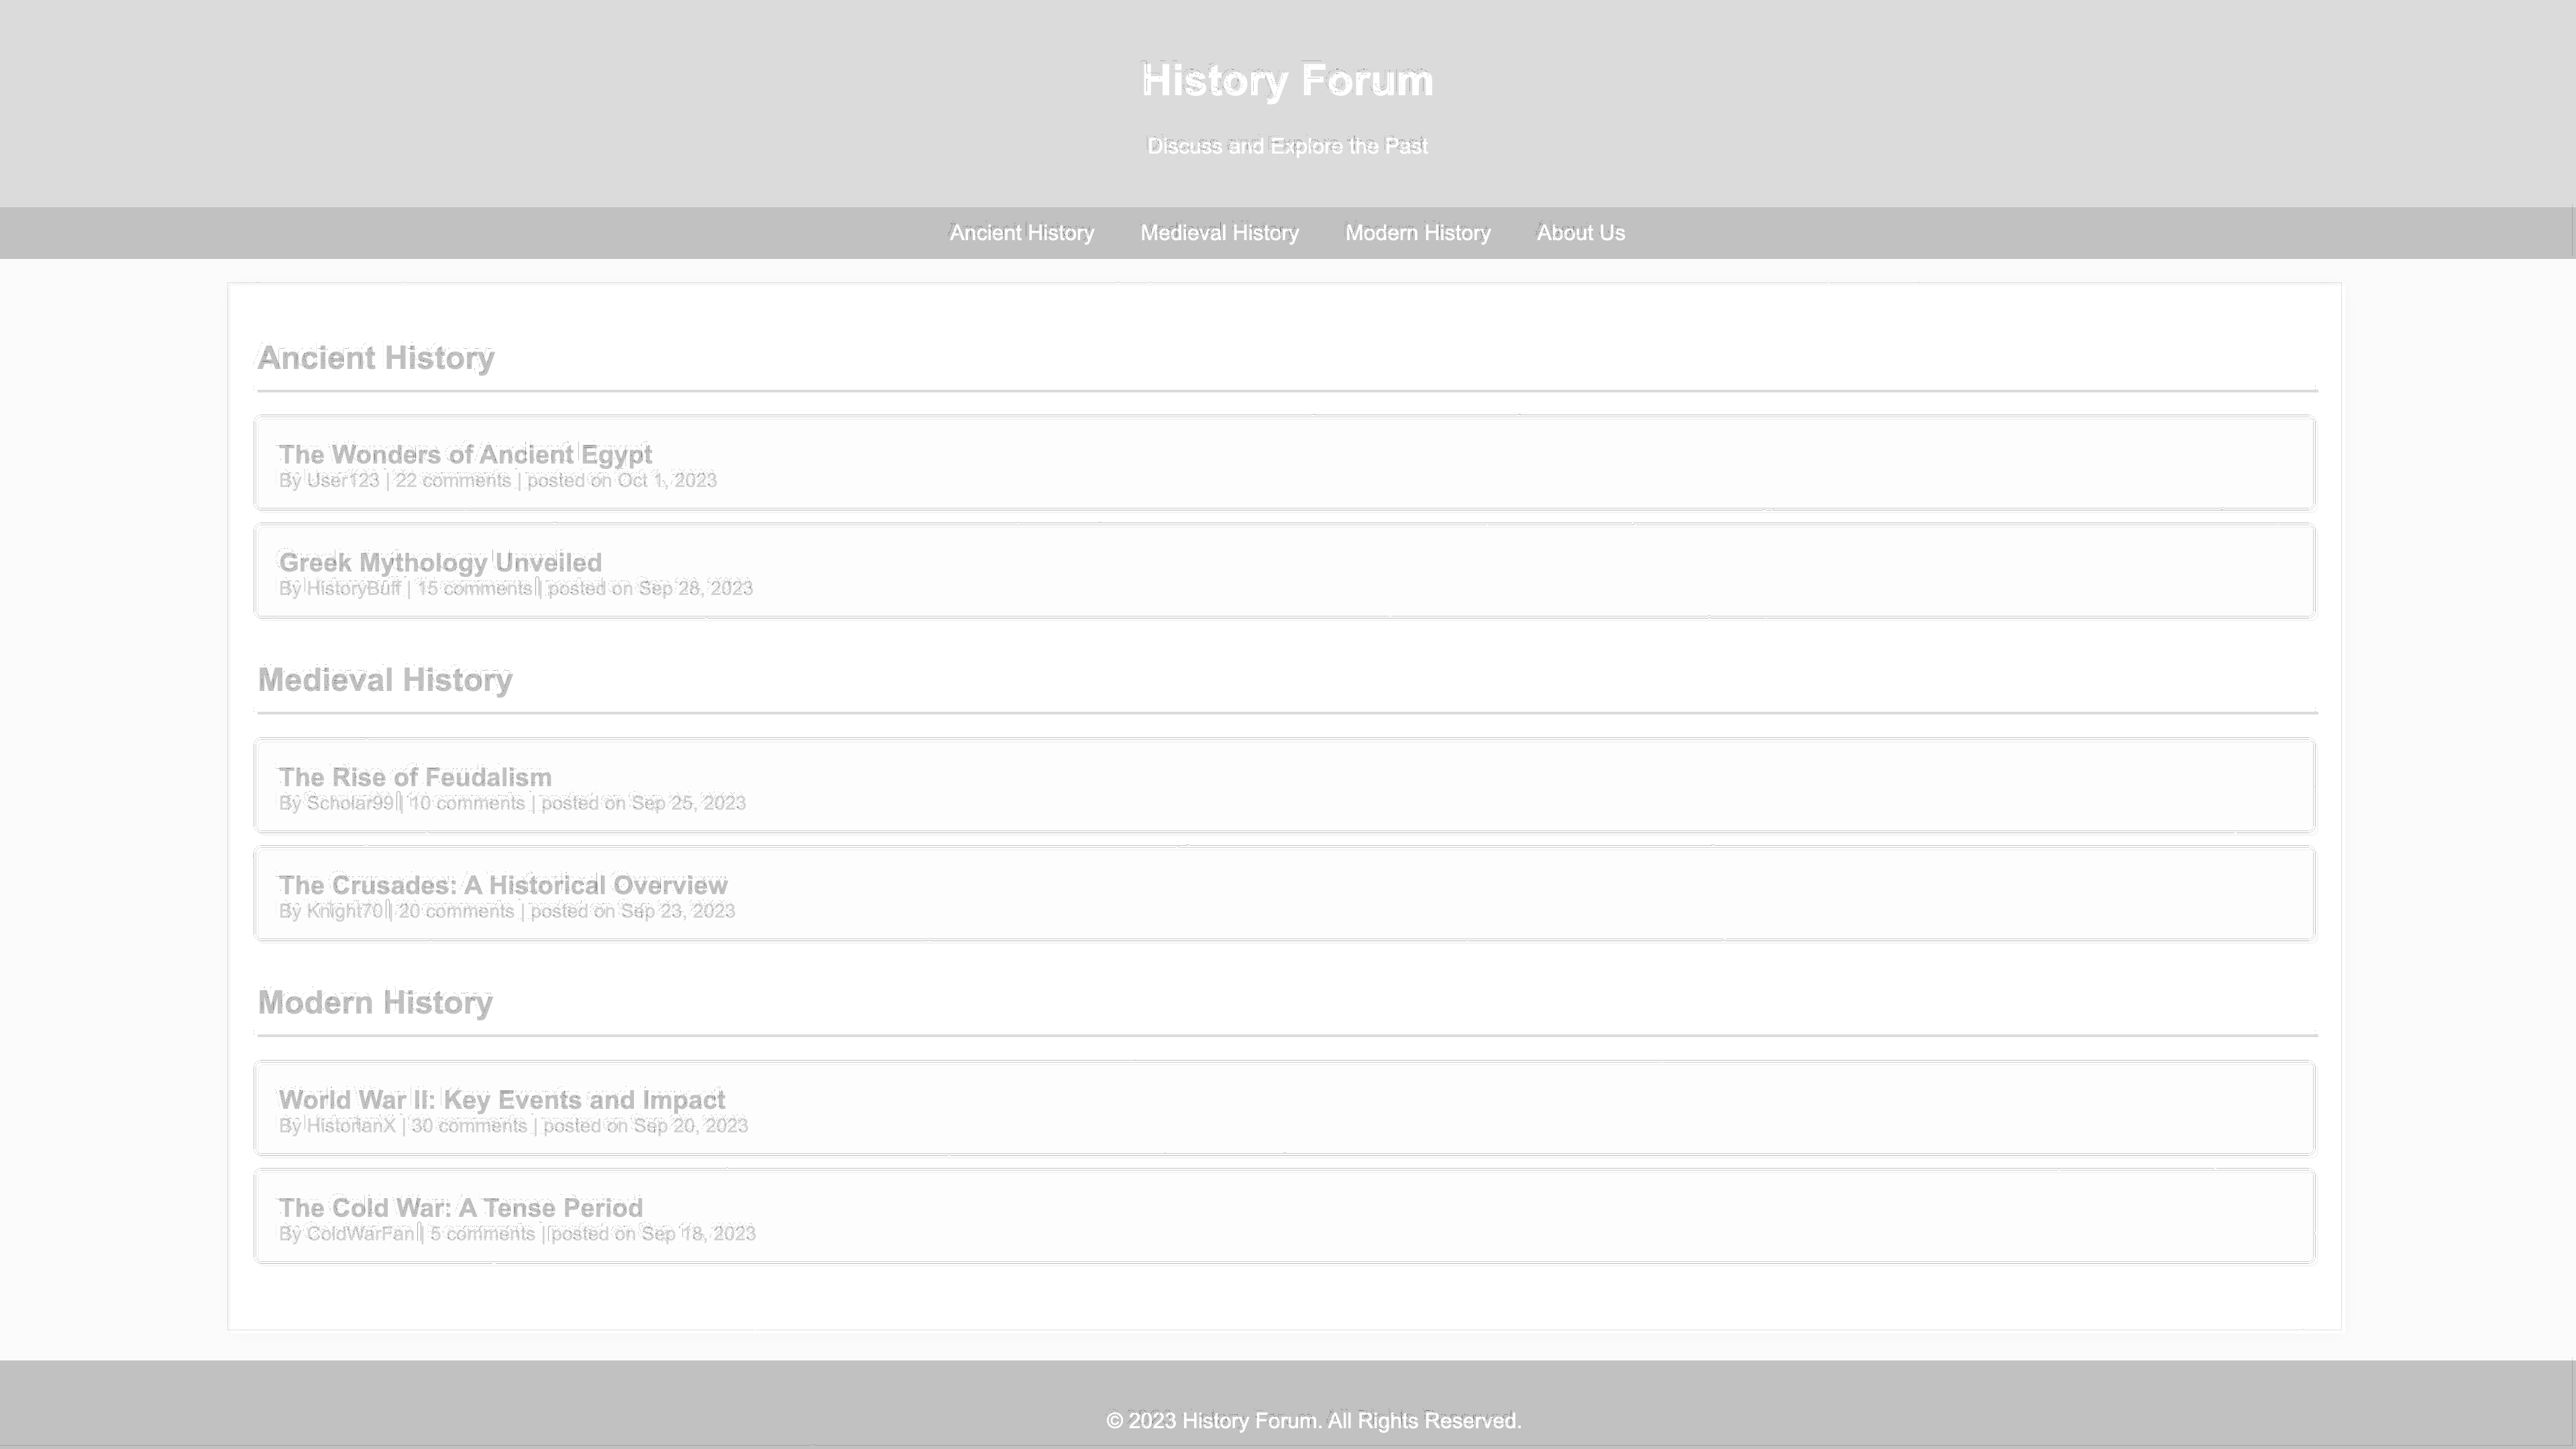 History Forum
Discuss and Explore the Past
Ancient History Medieval History Modern History About Us
Ancient History
The Wonders of Ancient Egypt
By User123 | 22 comments | posted on Oct 1, 2023
Greek Mythology Unveiled
By HistoryBuff | 15 comments | posted on Sep 28, 2023
Medieval History
The Rise of Feudalism
By Scholar99 | 10 comments | posted on Sep 25, 2023
The Crusades: A Historical Overview
By Knight70 | 20 comments | posted on Sep 23, 2023
Modern History
World War II: Key Events and Impact
By HistorianX | 30 comments | posted on Sep 20, 2023
The Cold War: A Tense Period
By ColdWarFan | 5 comments | posted on Sep 18, 2023
© 2023 History Forum. All Rights Reserved.